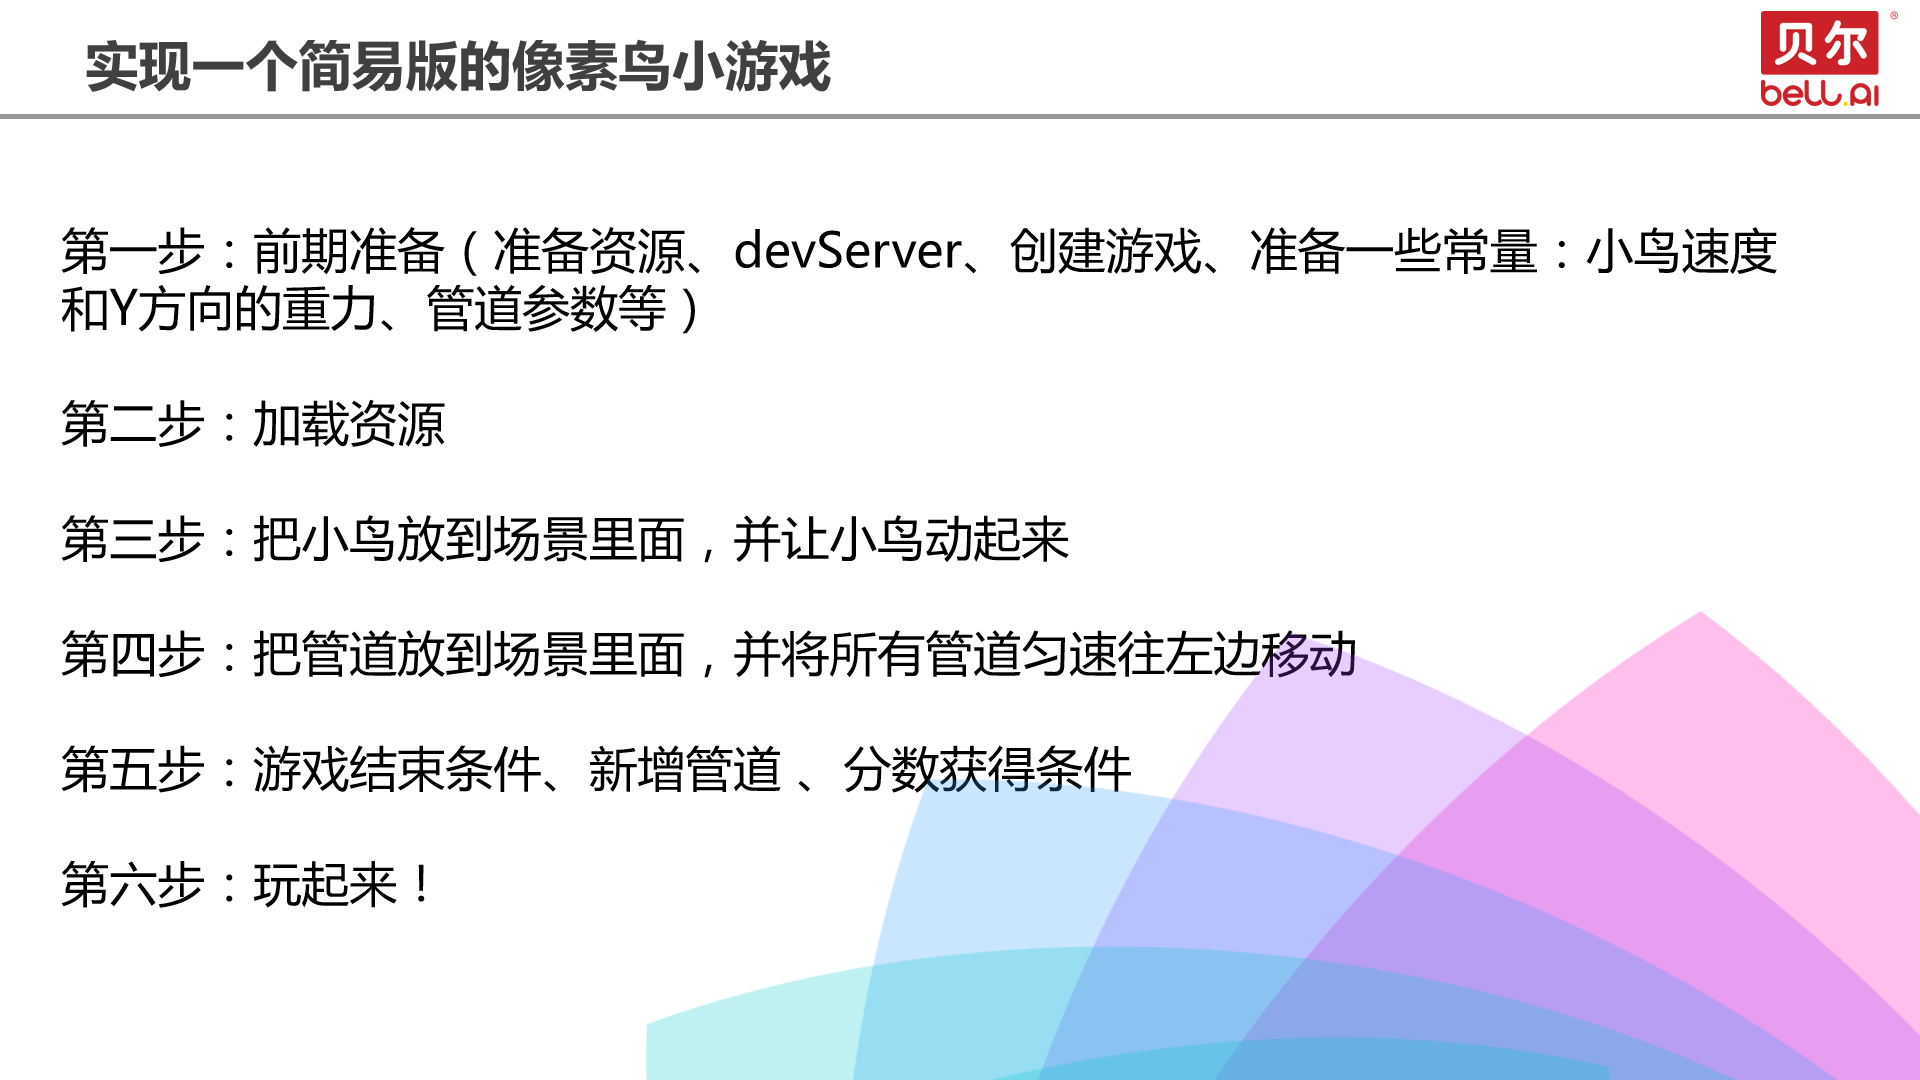 实现一个简易版的像素鸟小游戏
贝尔
®
bell.ai
第一步：前期准备（准备资源、devServer、创建游戏、准备一些常量：小鸟速度
和Y方向的重力、管道参数等）
第二步：加载资源
第三步：把小鸟放到场景里面，并让小鸟动起来
第四步：把管道放到场景里面，并将所有管道匀速往左边移动
第五步：游戏结束条件、新增管道 、分数获得条件
第六步：玩起来！